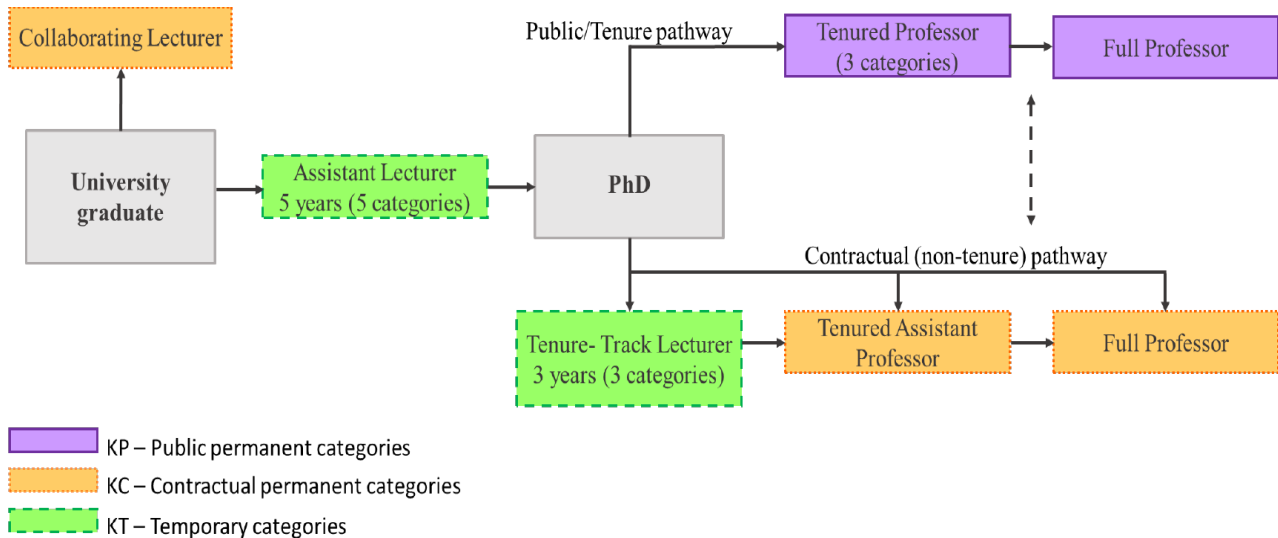 Collaborating Lecturer
University
graduate
Assistant Lecturer
5 years (5 categories)
PhD
Public/Tenure pathway
Tenured Professor
(3 categories)
Full Professor
Contractual (non-tenure) pathway
Tenure- Track Lecturer
3 years (3 categories)
Tenured Assistant
Professor
Full Professor
KP – Public permanent categories
KC – Contractual permanent categories
KT – Temporary categories